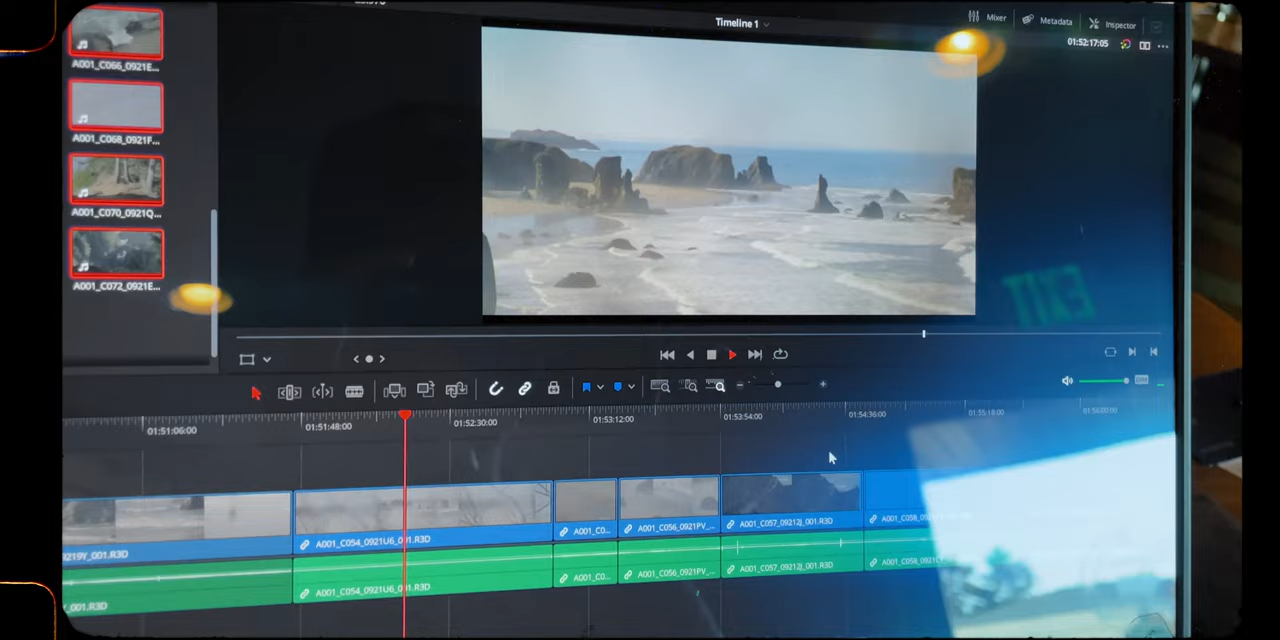 Timeline 1
Mixer
Metadata
Inspector
01:52:17:05
A001_C066_0921E...
A001_C068_0921F...
A001_C070_0921Q...
A001_C072_0921E...
EXIT
01:51:06:00
01:51:48:00
01:52:30:00
01:53:12:00
01:53:54:00
01:54:36:00
01:55:18:00
01:56:00:00
0219Y_001.R3D
A001_C054_0921U6_001.R3D
A001_C0...
A001_C056_0921PV_...
A001_C057_09212J_001.R3D
_001.R3D
A001_C054_0921U6_001.R3D
A001_C0...
A001_C056_0921PV_...
A001_C057_09212J_001.R3D